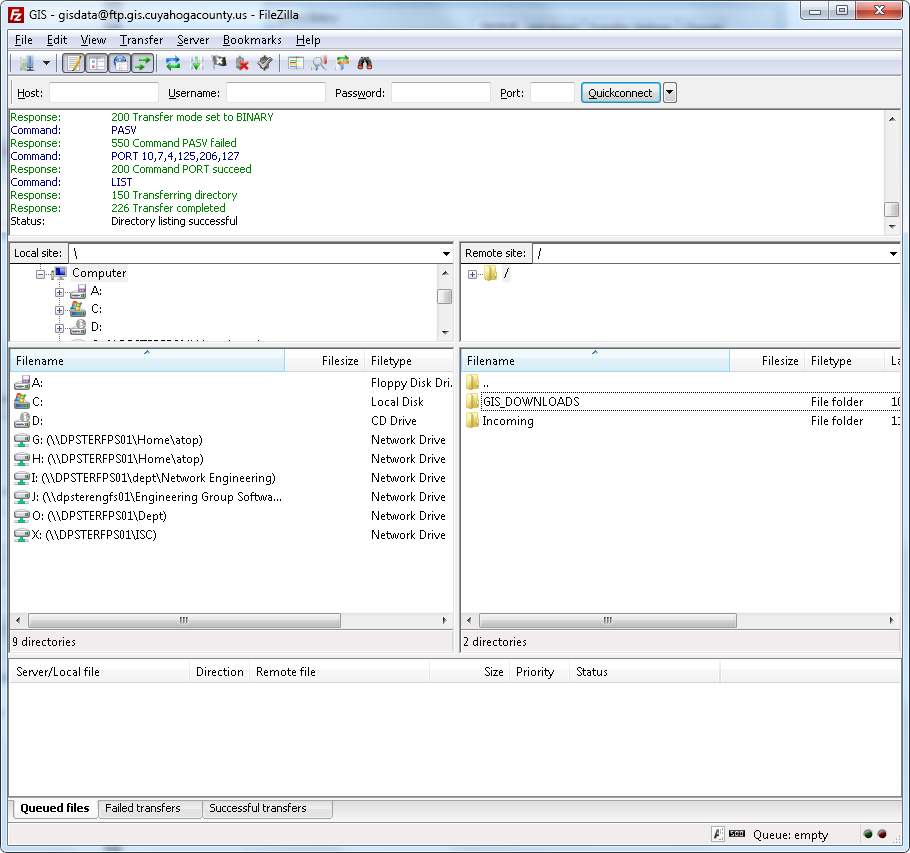 GIS - gisdata@ftp.gis.cuyahogacounty.us - FileZilla
File Edit View Transfer Server Bookmarks Help
Host: Username: Password: Port: Quickconnect
Response: 200 Transfer mode set to BINARY
Command: PASV
Response: 550 Command PASV failed
Command: PORT 10,7,4,125,206,127
Response: 200 Command PORT succeed
Command: LIST
Response: 150 Transferring directory
Response: 226 Transfer completed
Status: Directory listing successful
Local site: \
Computer
A:
C:
D:
Remote site: /
/
Filename Filesize Filetype
A: Floppy Disk Dri...
C: Local Disk
D: CD Drive
G: (\\DPSTERFPS01\Home\atop) Network Drive
H: (\\DPSTERFPS01\Home\atop) Network Drive
I: (\\DPSTERFPS01\dept\Network Engineering) Network Drive
J: (\\dpsterengfs01\Engineering Group Softwa... Network Drive
O: (\\DPSTERFPS01\Dept) Network Drive
X: (\\DPSTERFPS01\ISC) Network Drive
9 directories
Filename Filesize Filetype La
..
GIS_DOWNLOADS File folder 10
Incoming File folder 11
2 directories
Server/Local file Direction Remote file Size Priority Status
Queued files Failed transfers Successful transfers
Queue: empty